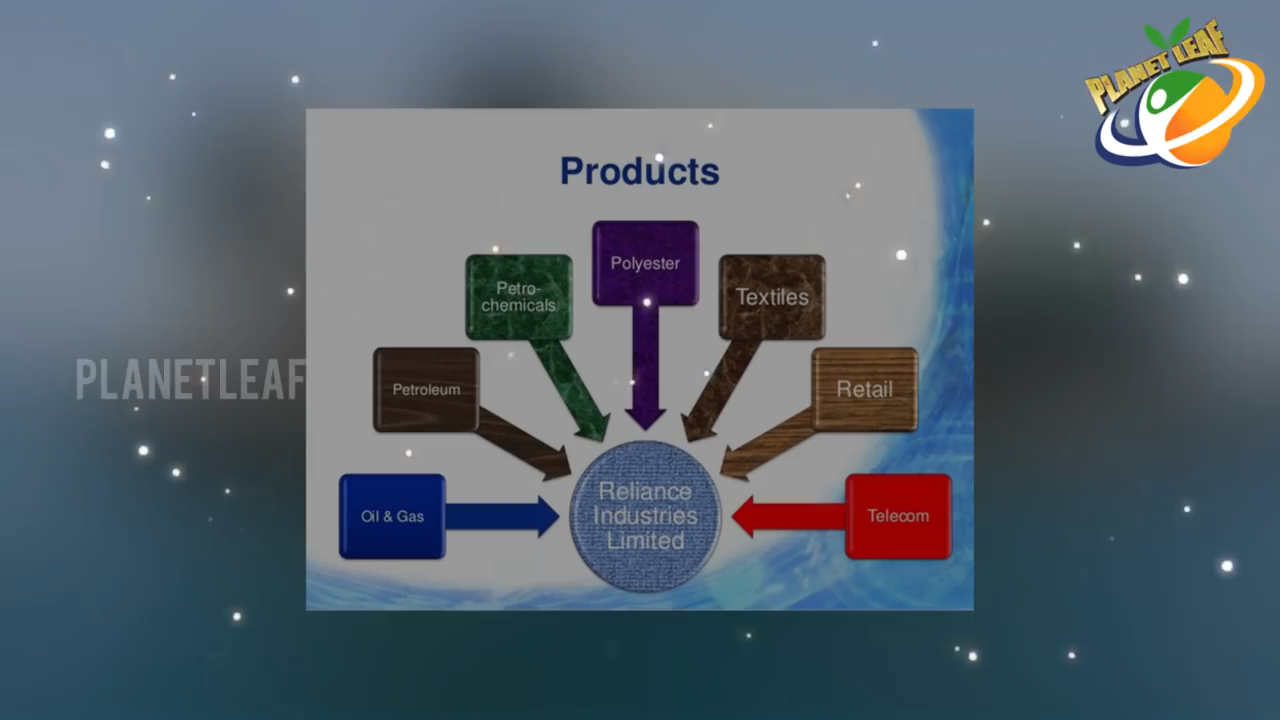 PLANET LEAF
Products
Polyester
Petro-
chemicals
Textiles
Petroleum
Retail
PLANETLEAF
Oil & Gas
Reliance
Industries
Limited
Telecom